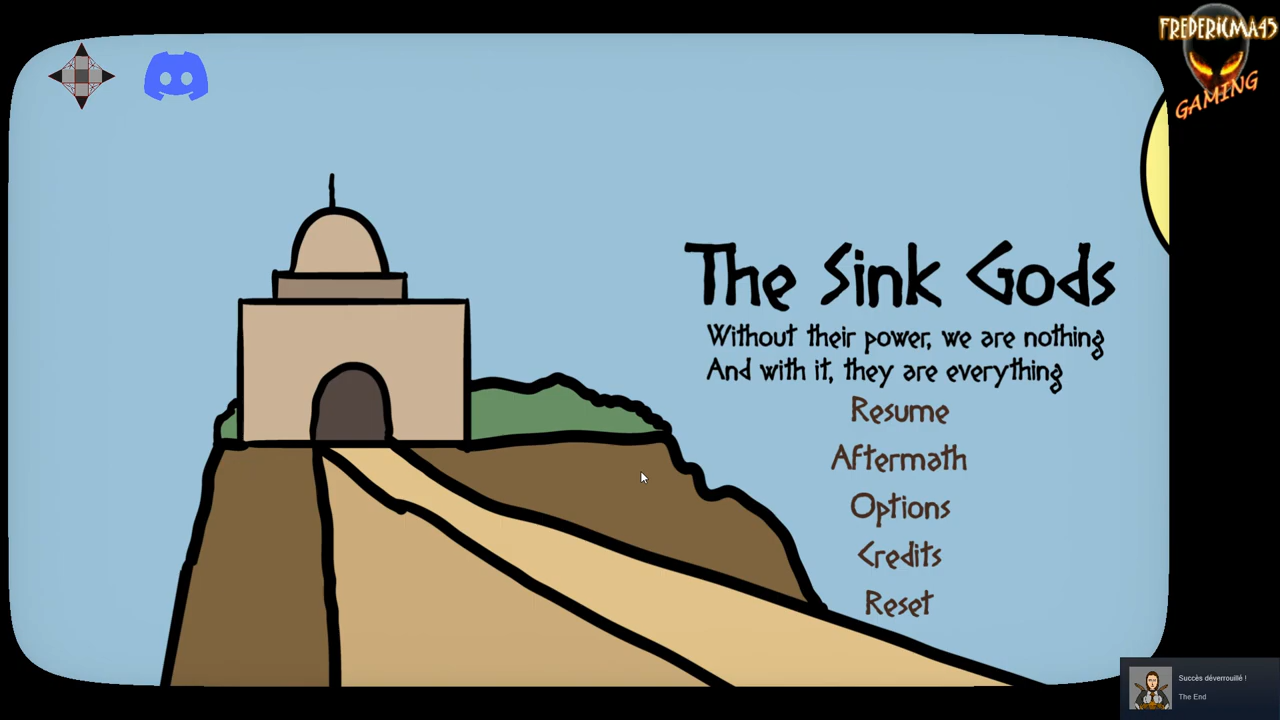 FREDERICMA45
GAMING
The Sink Gods
Without their power, we are nothing
And with it, they are everything
Resume
Aftermath
Options
Credits
Reset
Succès déverrouillé !
The End